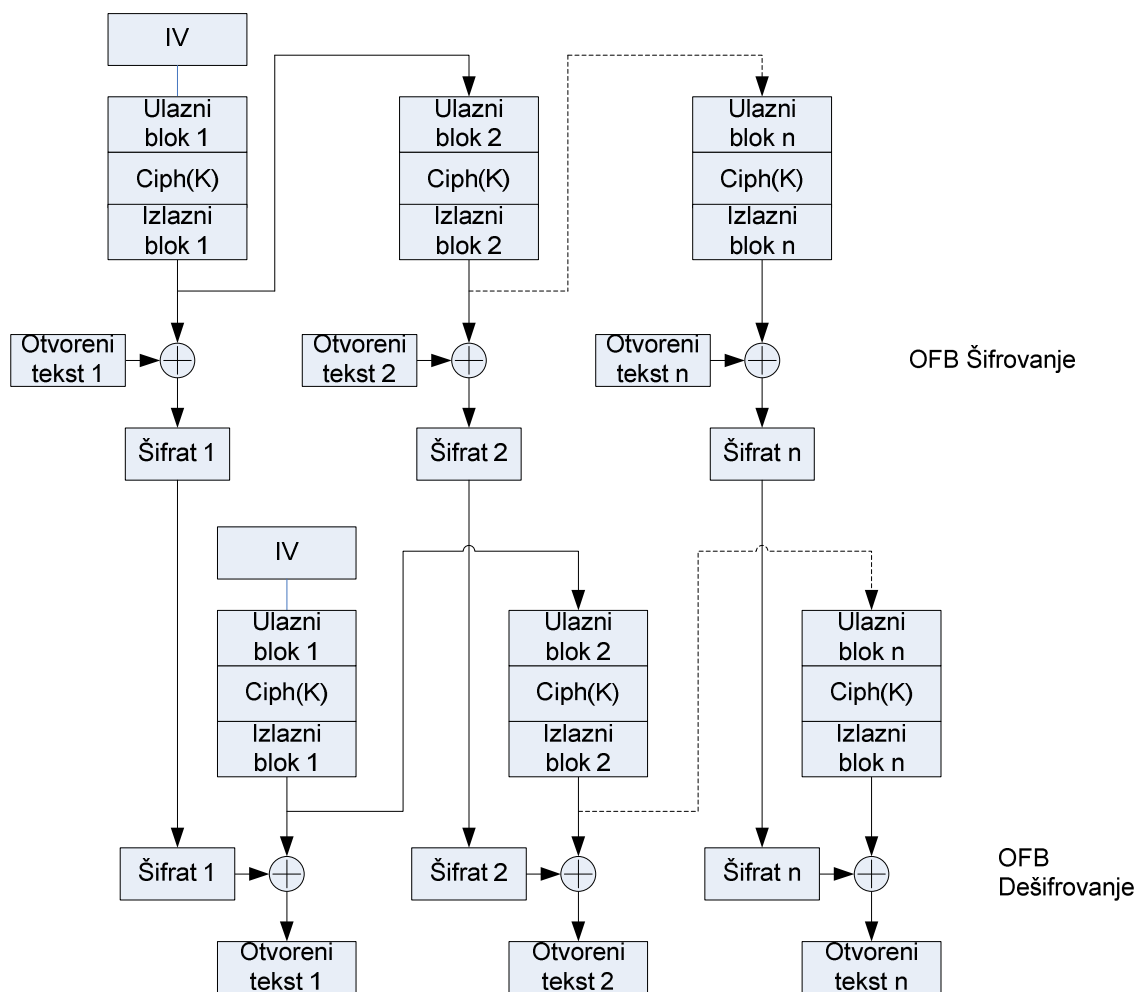 IV
Ulazni
blok 1
Ciph(K)
Izlazni
blok 1
Ulazni
blok 2
Ciph(K)
Izlazni
blok 2
Ulazni
blok n
Ciph(K)
Izlazni
blok n
Otvoreni
tekst 1
Otvoreni
tekst 2
Otvoreni
tekst n
OFB Šifrovanje
Šifrat 1
Šifrat 2
Šifrat n
IV
Ulazni
blok 1
Ciph(K)
Izlazni
blok 1
Ulazni
blok 2
Ciph(K)
Izlazni
blok 2
Ulazni
blok n
Ciph(K)
Izlazni
blok n
Šifrat 1
Šifrat 2
Šifrat n
OFB
Dešifrovanje
Otvoreni
tekst 1
Otvoreni
tekst 2
Otvoreni
tekst n